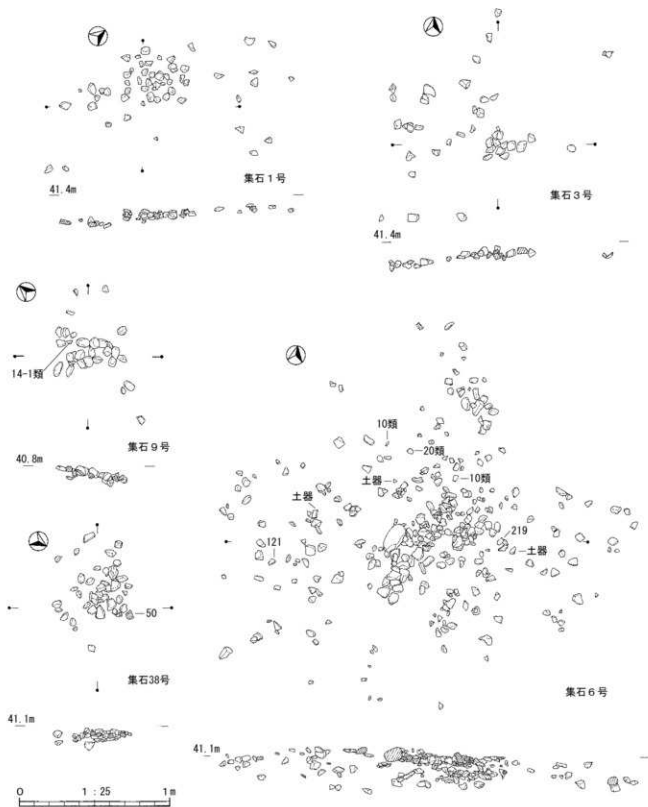 集石1号
41.4m
集石3号
41.4m
14-1類
集石9号
40.8m
10類
20類
土器
10類
土器
219
121
土器
50
集石38号
集石6号
41.1m
41.1m
0 1:25 1m